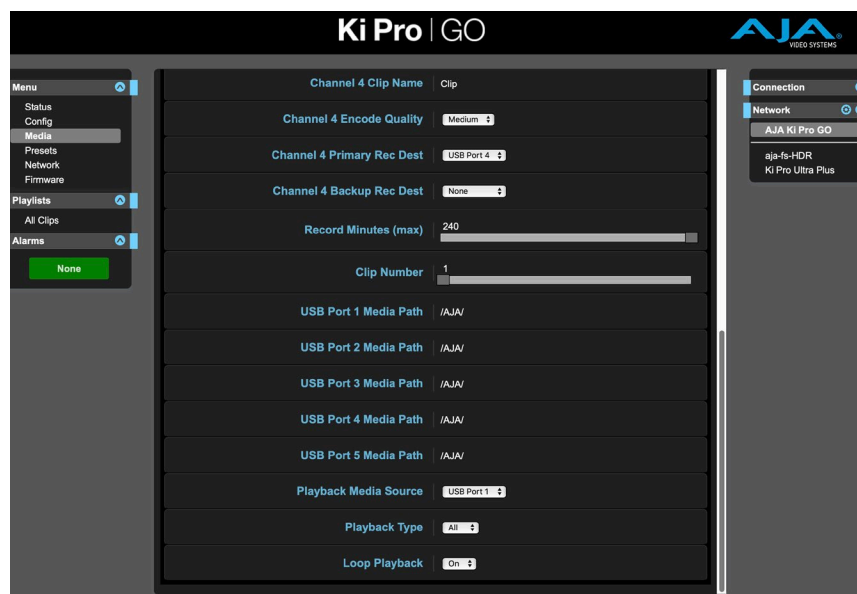 Ki Pro | GO
AJA
VIDEO SYSTEMS
Menu
Status
Config
Media
Presets
Network
Firmware
Playlists
All Clips
Alarms
None
Channel 4 Clip Name Clip
Channel 4 Encode Quality Medium
Channel 4 Primary Rec Dest USB Port 4
Channel 4 Backup Rec Dest None
Record Minutes (max) 240
Clip Number 1
USB Port 1 Media Path /AJA/
USB Port 2 Media Path /AJA/
USB Port 3 Media Path /AJA/
USB Port 4 Media Path /AJA/
USB Port 5 Media Path /AJA/
Playback Media Source USB Port 1
Playback Type All
Loop Playback On
Connection
Network
AJA Ki Pro GO
aja-fs-HDR
Ki Pro Ultra Plus